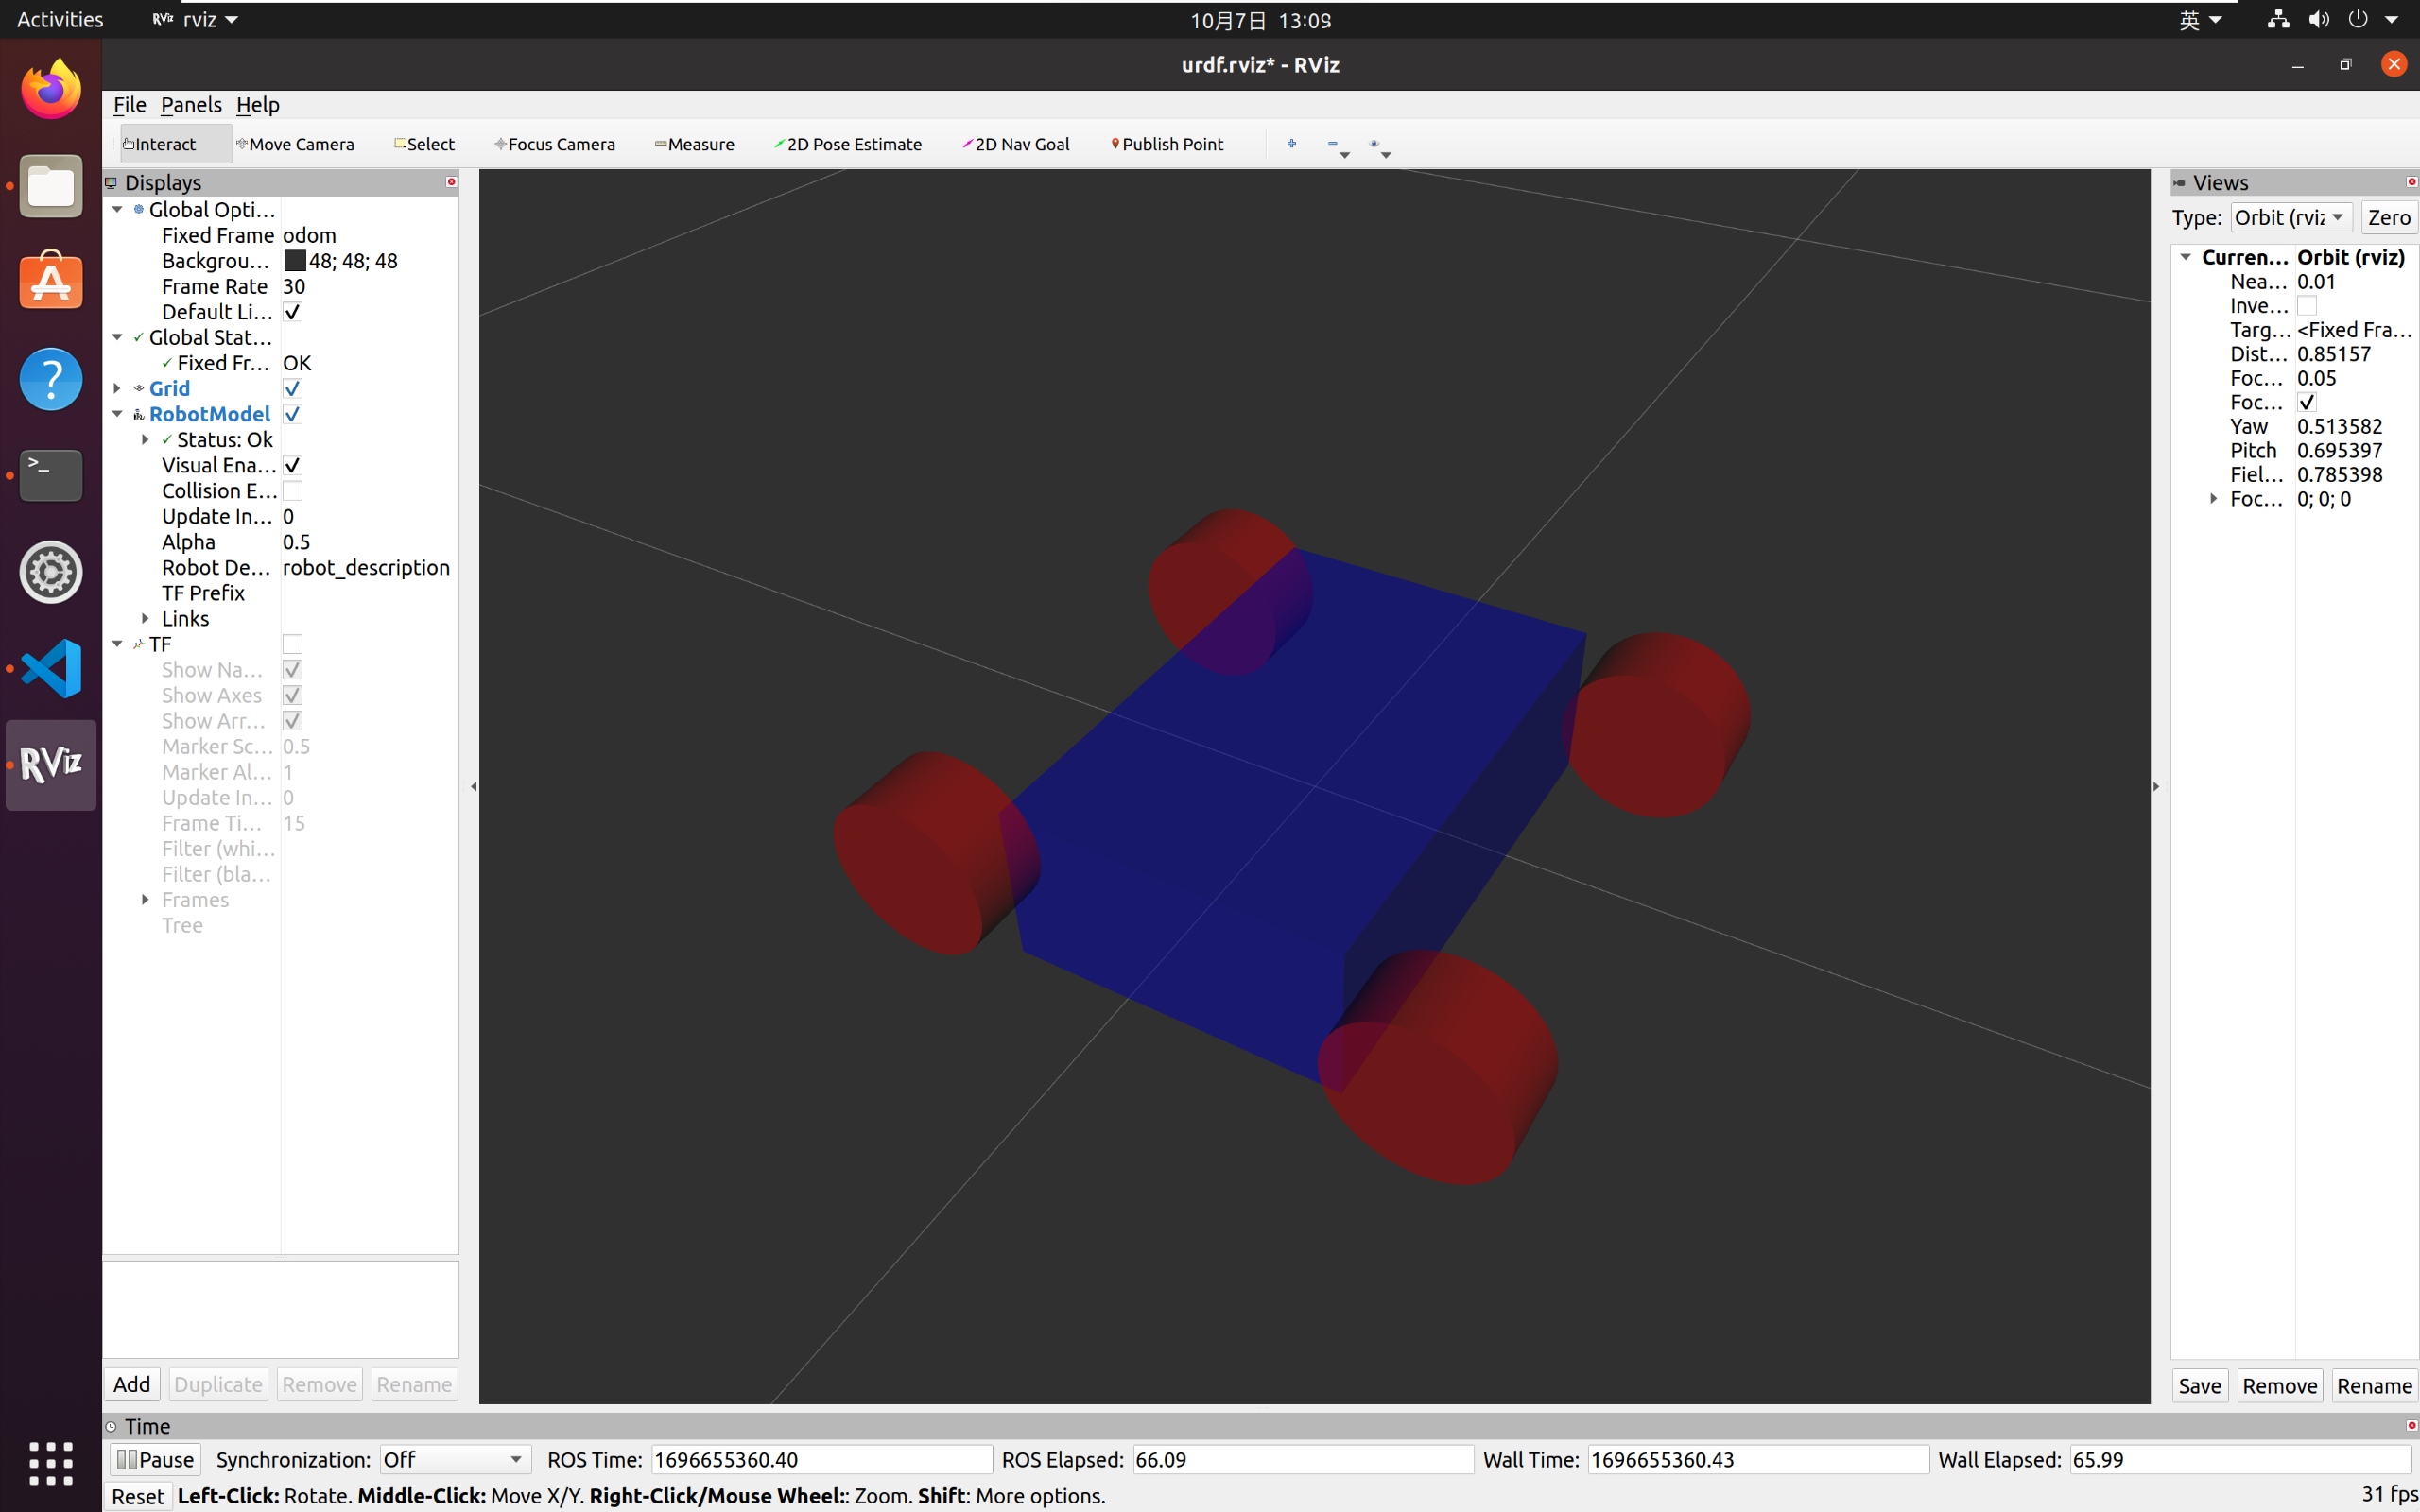 Activities RViz rviz 10月7日 13:09 英
urdf.rviz* - RViz
File Panels Help
Interact Move Camera Select Focus Camera Measure 2D Pose Estimate 2D Nav Goal Publish Point
Displays
Global Opti...
Fixed Frame odom
Backgrou... 48; 48; 48
Frame Rate 30
Default Li...
Global Stat...
Fixed Fr... OK
Grid
RobotModel
Status: Ok
Visual Ena...
Collision E...
Update In... 0
Alpha 0.5
Robot De... robot_description
TF Prefix
Links
TF
Show Na...
Show Axes
Show Arr...
Marker Sc... 0.5
Marker Al... 1
Update In... 0
Frame Ti... 15
Filter (whi...
Filter (bla...
Frames
Tree
Add Duplicate Remove Rename
RViz
Views
Type: Orbit (rviz Zero
Curren... Orbit (rviz)
Nea... 0.01
Inve...
Targ... <Fixed Fra...
Dist... 0.85157
Foc... 0.05
Foc...
Yaw 0.513582
Pitch 0.695397
Fiel... 0.785398
Foc... 0; 0; 0
Save Remove Rename
Time
Pause Synchronization: Off ROS Time: 1696655360.40 ROS Elapsed: 66.09 Wall Time: 1696655360.43 Wall Elapsed: 65.99
Reset Left-Click: Rotate. Middle-Click: Move X/Y. Right-Click/Mouse Wheel:: Zoom. Shift: More options. 31 fps